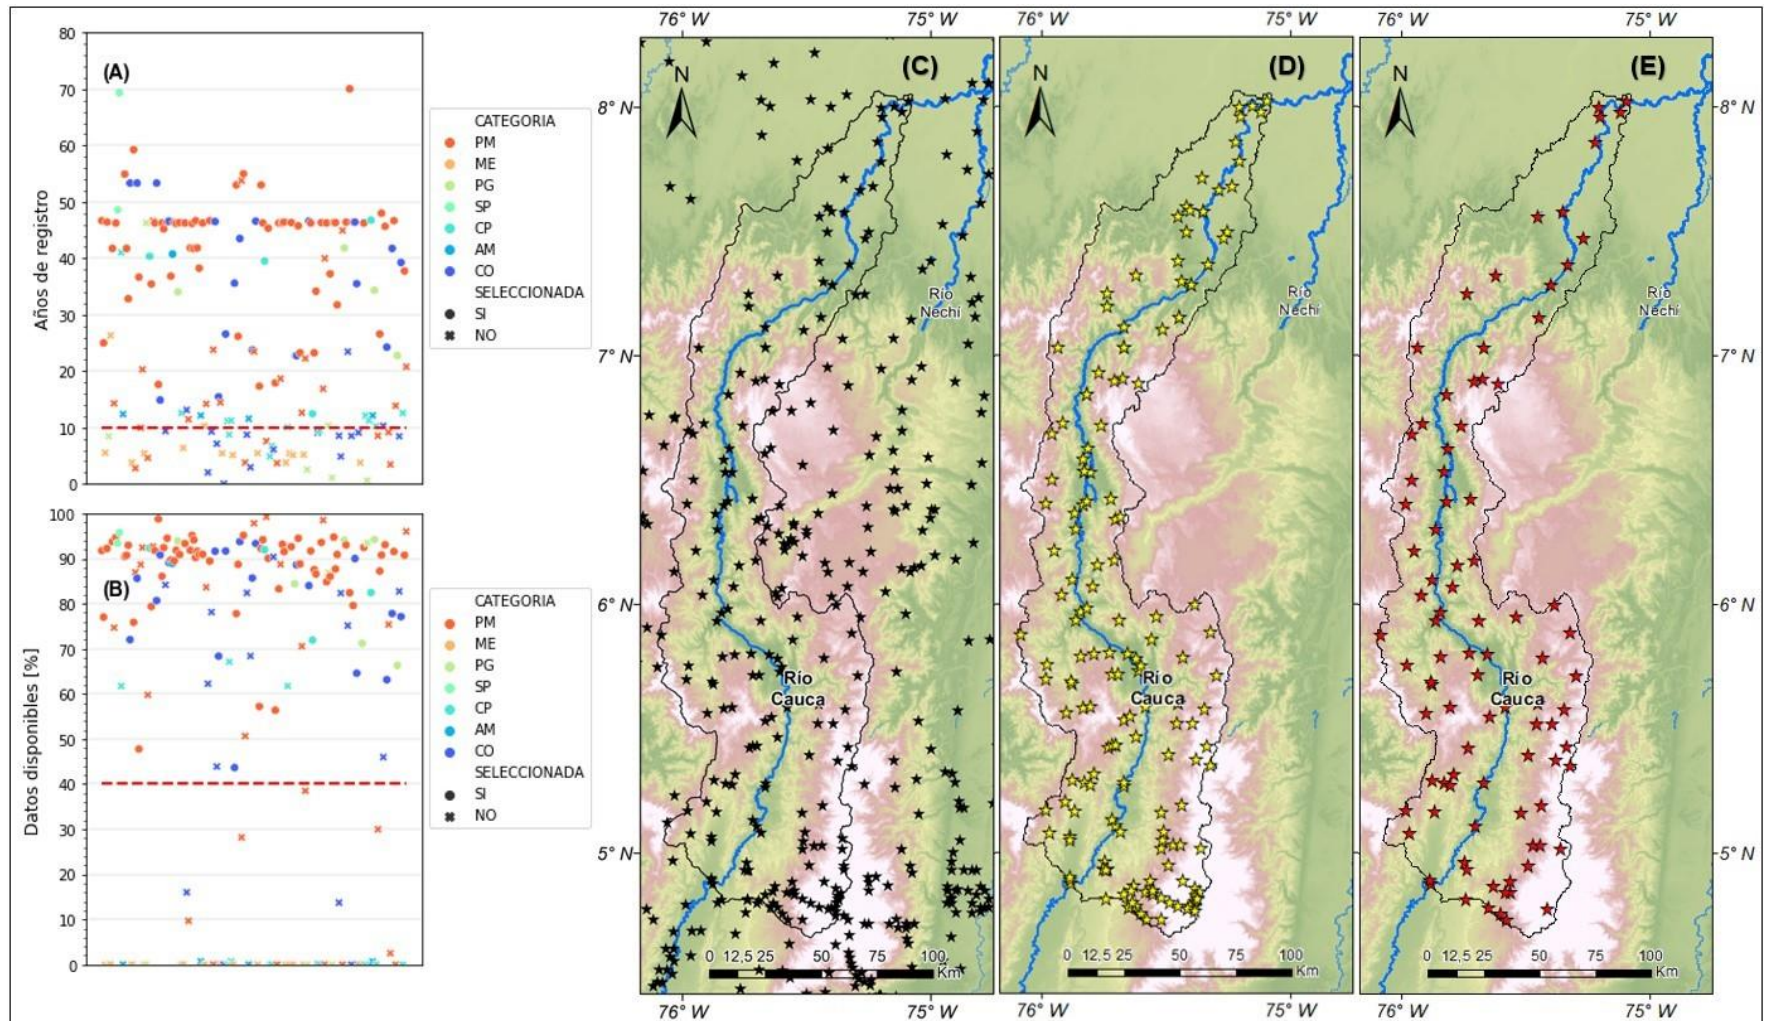 (A)
80
70
60
50
40
30
20
10
0
Años de registro
CATEGORIA
PM
ME
PG
SP
CP
AM
CO
SELECCIONADA
SI
NO
(B)
100
90
80
70
60
50
40
30
20
10
0
Datos disponibles [%]
CATEGORIA
PM
ME
PG
SP
CP
AM
CO
SELECCIONADA
SI
NO
76° W 75° W
(C)
N
8° N
7° N
6° N
5° N
Río
Nechí
Río
Cauca
0 12,5 25 50 75 100
Km
76° W 75° W
76° W 75° W
(D)
N
Río
Nechí
Río
Cauca
0 12,5 25 50 75 100
Km
76° W 75° W
76° W 75° W
(E)
N
8° N
7° N
6° N
5° N
Río
Nechí
Río
Cauca
0 12,5 25 50 75 100
Km
76° W 75° W